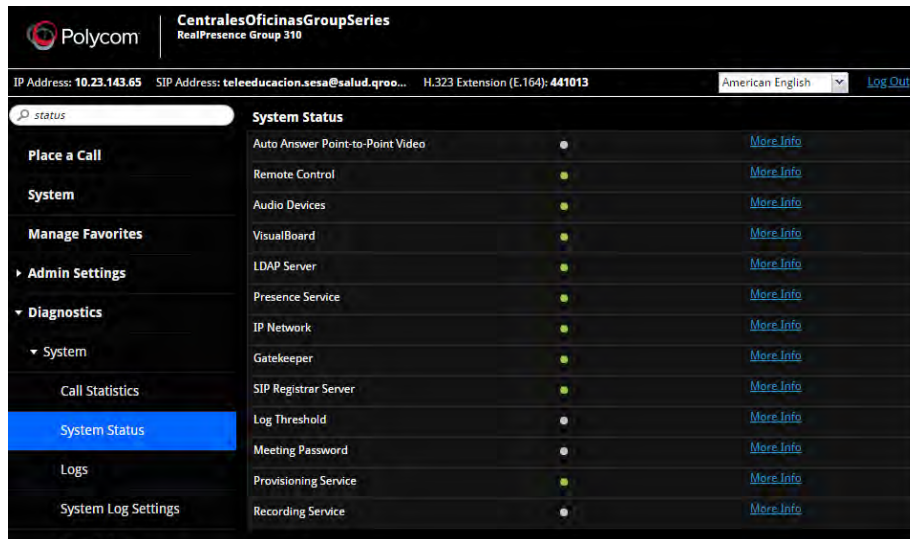 Polycom
CentralesOficinasGroupSeries
RealPresence Group 310
IP Address: 10.23.143.65 SIP Address: teleeducacion.sesa@salud.qroo... H.323 Extension (E.164): 441013 American English Log Out
status
Place a Call
System
Manage Favorites
Admin Settings
Diagnostics
System
Call Statistics
System Status
Logs
System Log Settings
System Status
Auto Answer Point-to-Point Video More Info
Remote Control More Info
Audio Devices More Info
VisualBoard More Info
LDAP Server More Info
Presence Service More Info
IP Network More Info
Gatekeeper More Info
SIP Registrar Server More Info
Log Threshold More Info
Meeting Password More Info
Provisioning Service More Info
Recording Service More Info